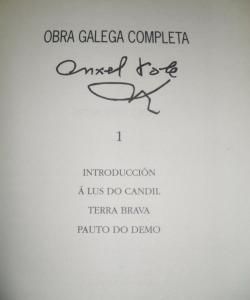 OBRA GALEGA COMPLETA
Anxel Fole
1
INTRODUCCIÓN
Á LUS DO CANDIL
TERRA BRAVA
PAUTO DO DEMO